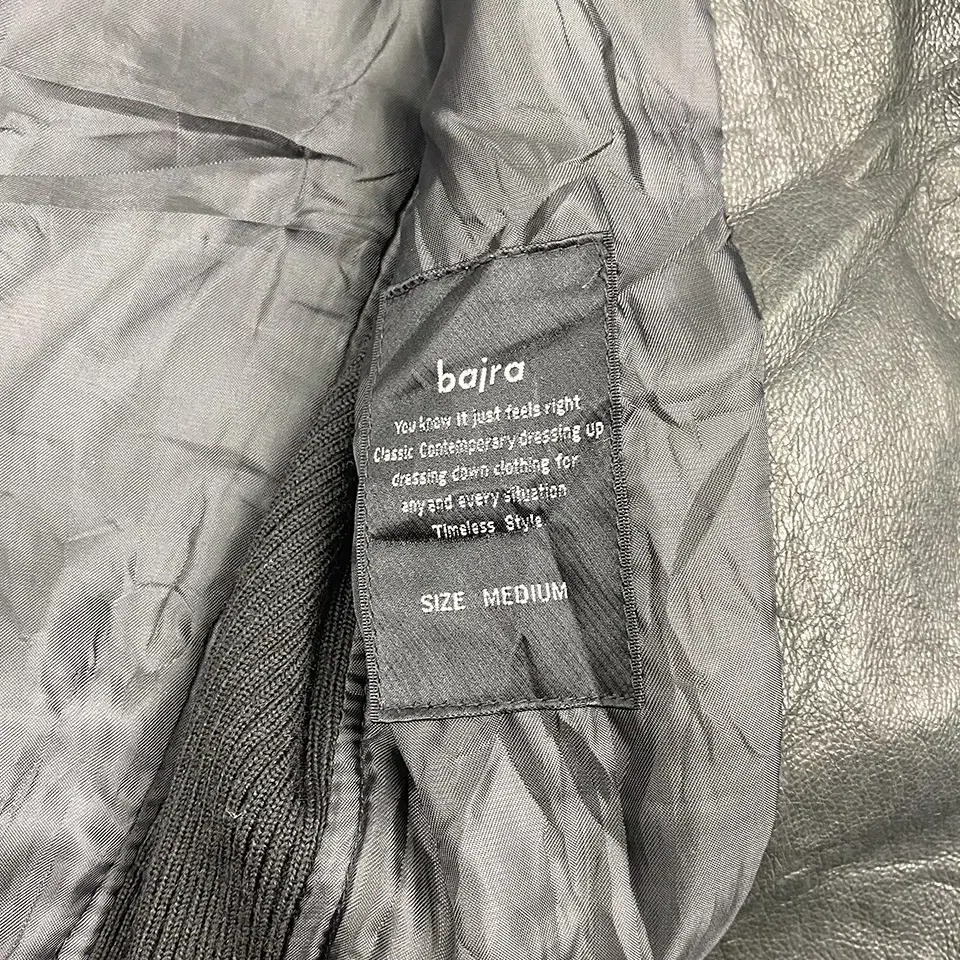 bajra
You know it just feels right
Classic Contemporary dressing up
dressing down clothing for
any and every situation
Timeless Style
SIZE MEDIUM